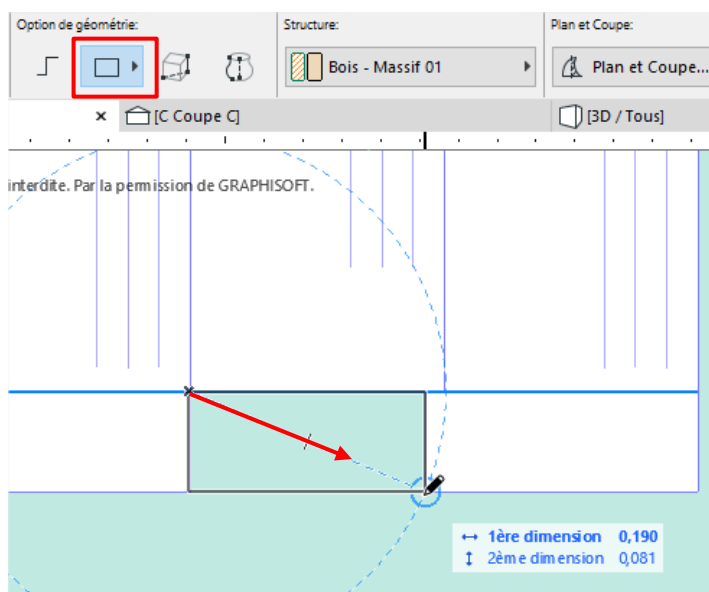 Option de géométrie:
Structure:
Plan et Coupe:
Bois - Massif 01
Plan et Coupe...
[C Coupe C]
[3D / Tous]
interdite. Par la permission de GRAPHISOFT.
1ère dimension 0,190
2ème dimension 0,081